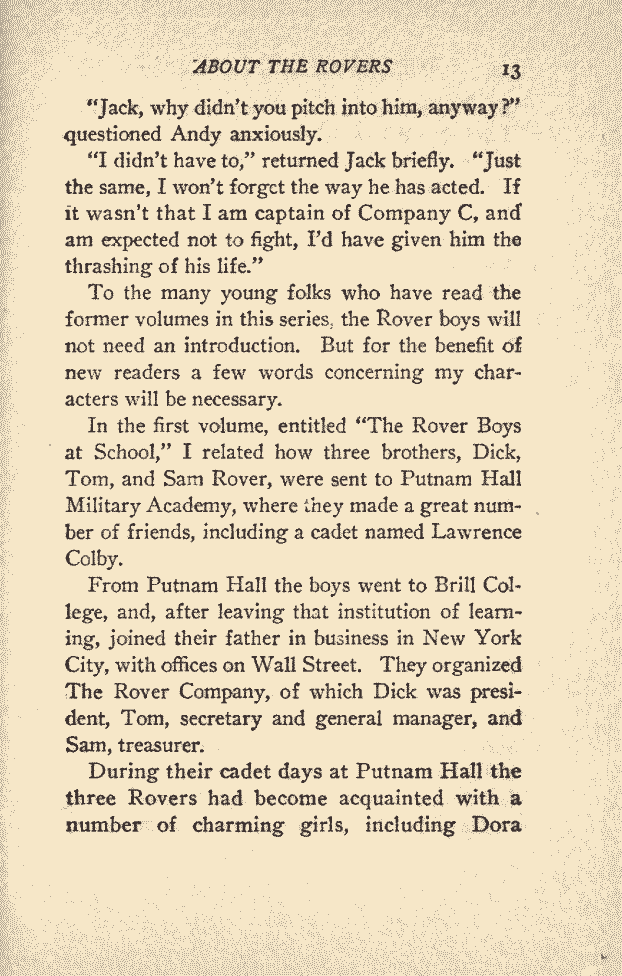 ABOUT THE ROVERS 13
“Jack, why didn’t you pitch into him, anyway?”
questioned Andy anxiously.
“I didn’t have to,” returned Jack briefly. “Just
the same, I won’t forget the way he has acted. If
it wasn’t that I am captain of Company C, and
am expected not to fight, I’d have given him the
thrashing of his life.”
To the many young folks who have read the
former volumes in this series, the Rover boys will
not need an introduction. But for the benefit of
new readers a few words concerning my char-
acters will be necessary.
In the first volume, entitled “The Rover Boys
at School,” I related how three brothers, Dick,
Tom, and Sam Rover, were sent to Putnam Hall
Military Academy, where they made a great num-
ber of friends, including a cadet named Lawrence
Colby.
From Putnam Hall the boys went to Brill Col-
lege, and, after leaving that institution of learn-
ing, joined their father in business in New York
City, with offices on Wall Street. They organized
The Rover Company, of which Dick was presi-
dent, Tom, secretary and general manager, and
Sam, treasurer.
During their cadet days at Putnam Hall the
three Rovers had become acquainted with a
number of charming girls, including Dora